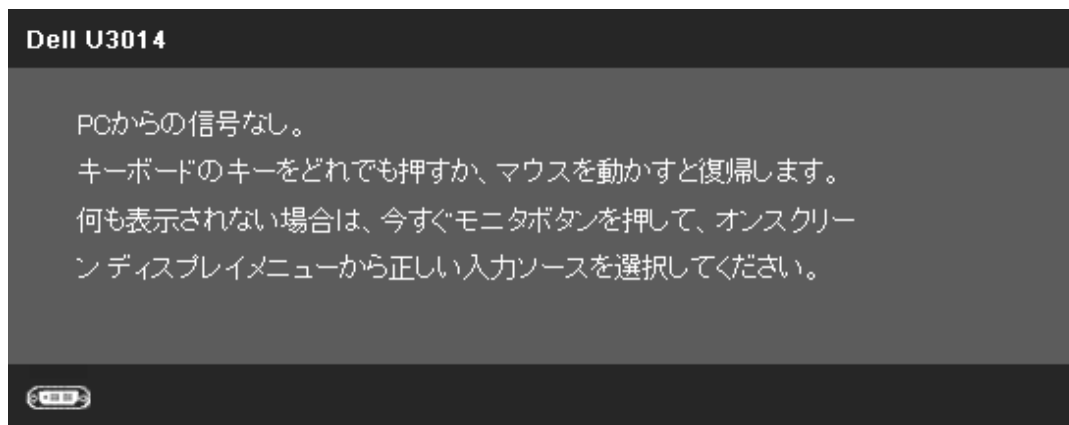 Dell U3014
PCからの信号なし。
キーボードのキーをどれでも押すか、マウスを動かすと復帰します。
何も表示されない場合は、今すぐモニタボタンを押して、オンスクリー
ン ディスプレイメニューから正しい入力ソースを選択してください。